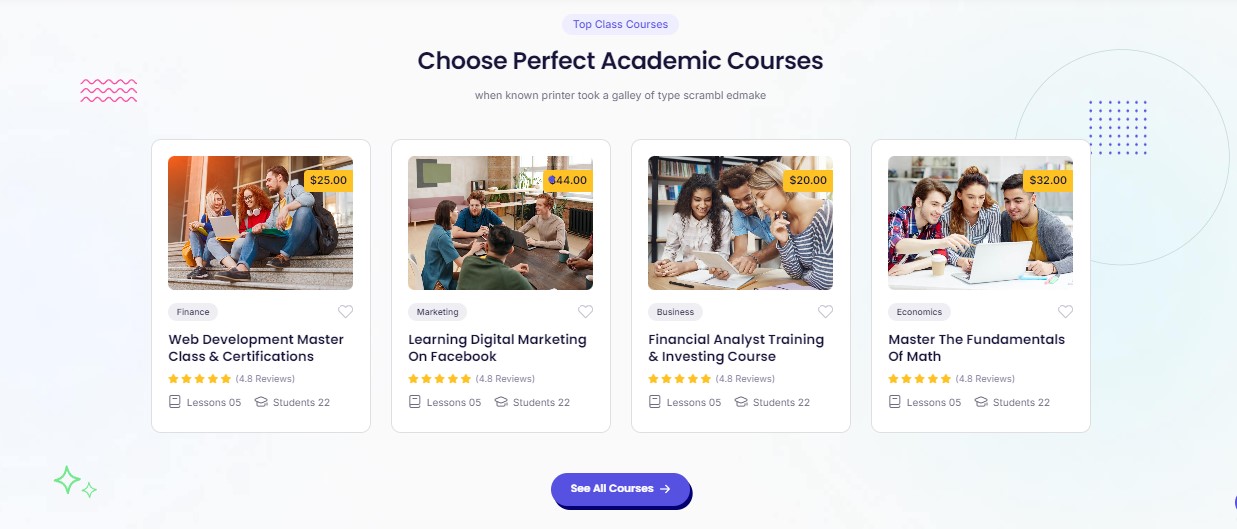 Top Class Courses
Choose Perfect Academic Courses
when known printer took a galley of type scrambl edmake
$25.00
Finance
Web Development Master
Class & Certifications
(4.8 Reviews)
Lessons 05 Students 22
$44.00
Marketing
Learning Digital Marketing
On Facebook
(4.8 Reviews)
Lessons 05 Students 22
$20.00
Business
Financial Analyst Training
& Investing Course
(4.8 Reviews)
Lessons 05 Students 22
$32.00
Economics
Master The Fundamentals
Of Math
(4.8 Reviews)
Lessons 05 Students 22
See All Courses →